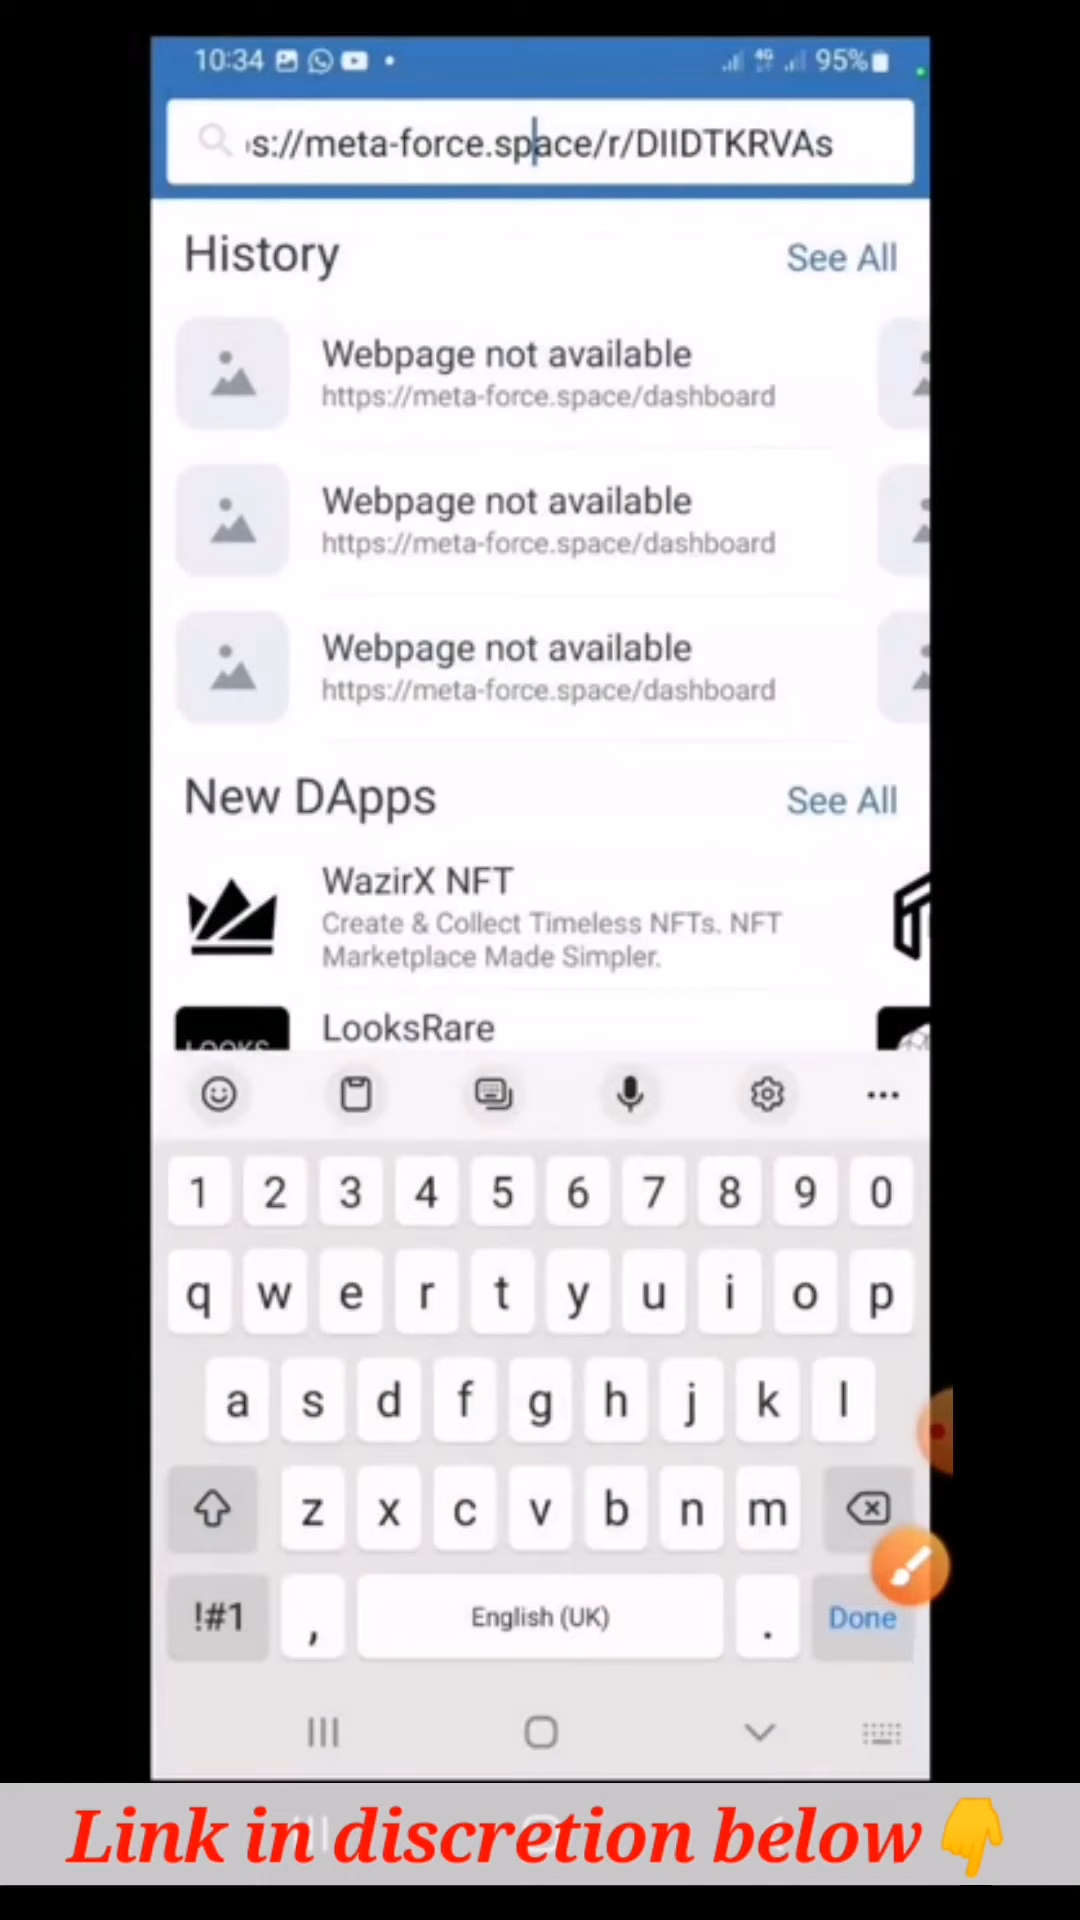 10:34 4G 95%
s://meta-force.space/r/DIIDTKRVAs
History See All
Webpage not available
https://meta-force.space/dashboard
Webpage not available
https://meta-force.space/dashboard
Webpage not available
https://meta-force.space/dashboard
New DApps See All
WazirX NFT
Create & Collect Timeless NFTs. NFT
Marketplace Made Simpler.
LOOKS
LooksRare
1 2 3 4 5 6 7 8 9 0
q w e r t y u i o p
a s d f g h j k l
z x c v b n m
!#1 , English (UK) . Done
Link in discretion below👇